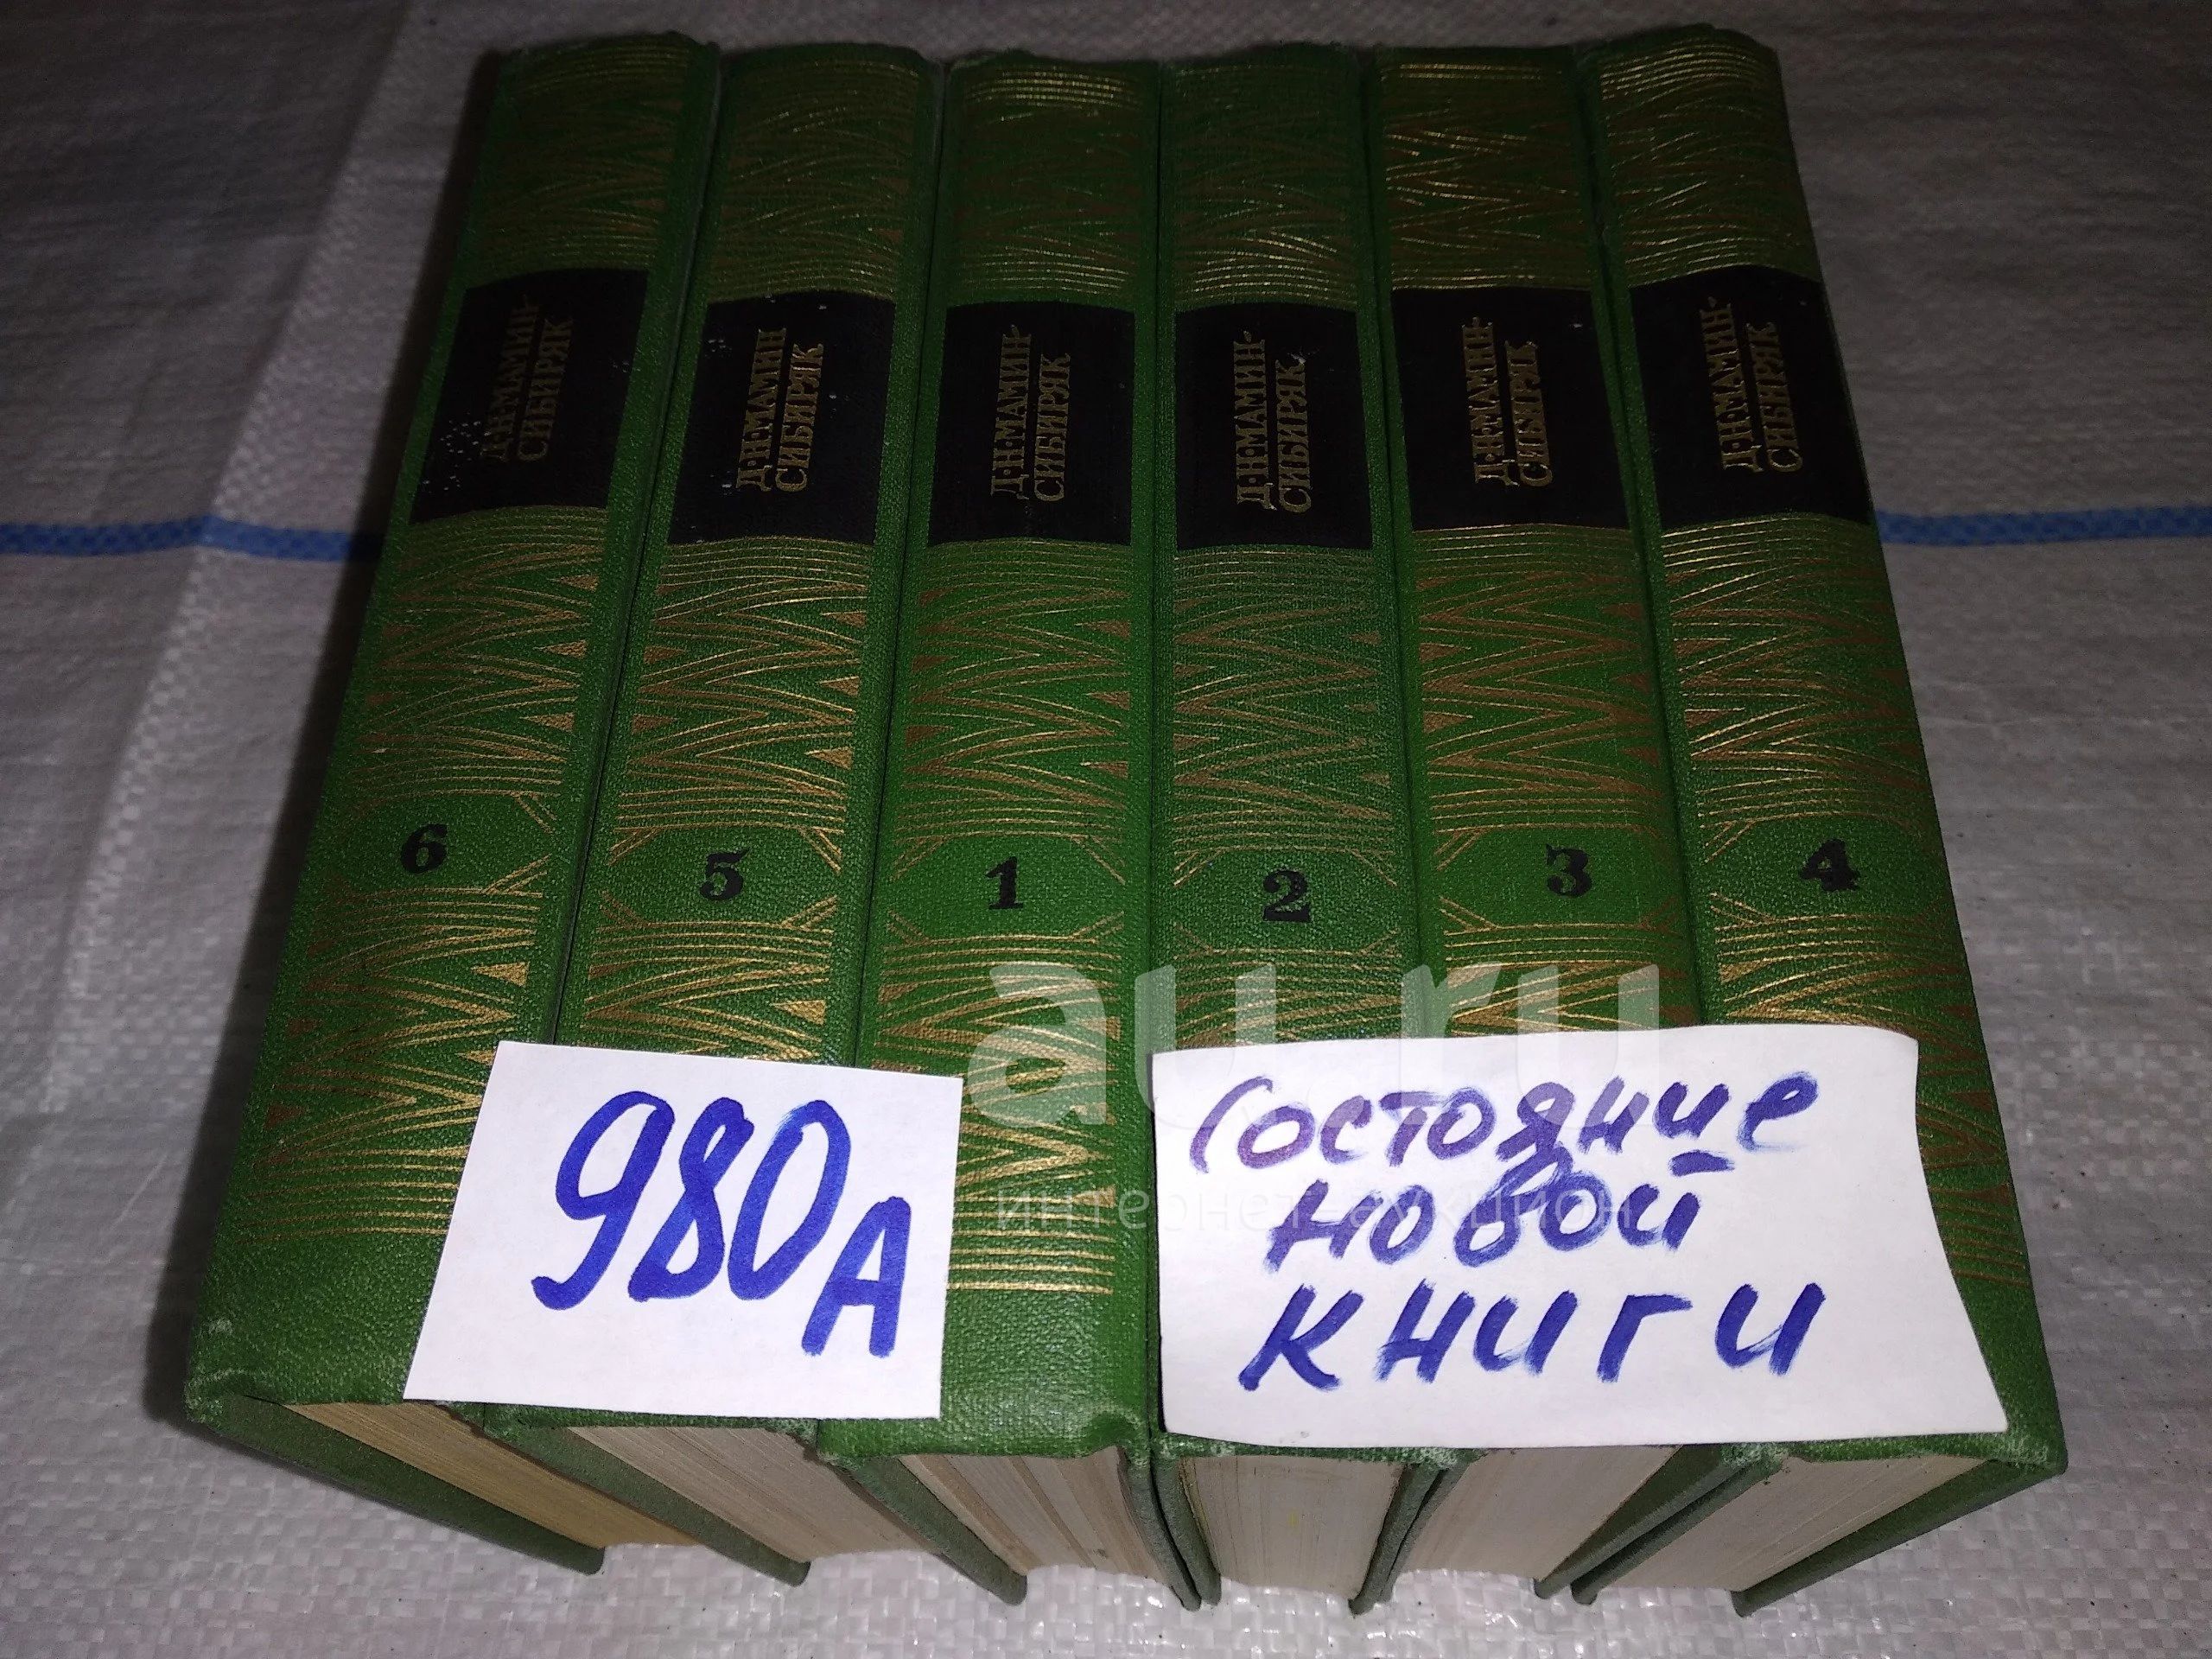 Д·Н·МАМИН-
СИБИРЯК
6
Д·Н·МАМИН
СИБИРЯК
5
Д·Н·МАМИН-
СИБИРЯК
1
Д·Н·МАМИН-
СИБИРЯК
2
Д·Н·МАМИН-
СИБИРЯК
3
Д·Н·МАМИН-
СИБИРЯК
4
au.ru
интернет-аукцион
980А
Состояние
новой
книги